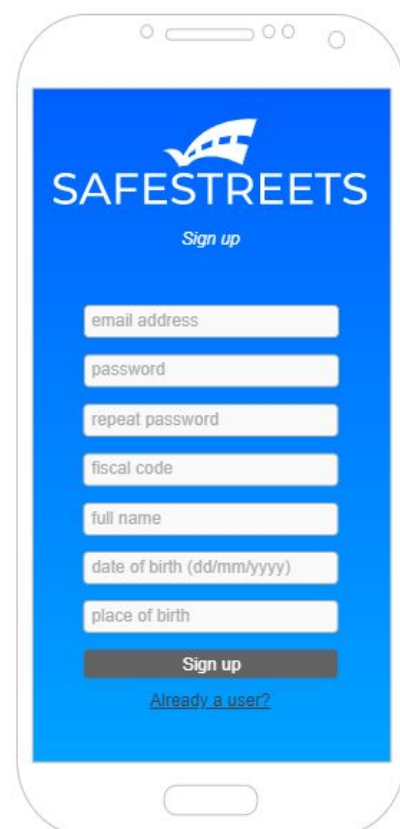 SAFESTREETS
Sign up
email address
password
repeat password
fiscal code
full name
date of birth (dd/mm/yyyy)
place of birth
Sign up
Already a user?